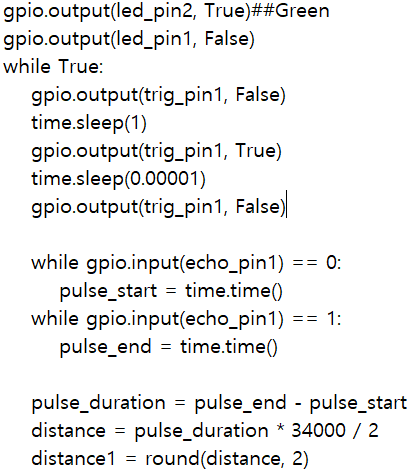 gpio.output(led_pin2, True)##Green
gpio.output(led_pin1, False)
while True:
    gpio.output(trig_pin1, False)
    time.sleep(1)
    gpio.output(trig_pin1, True)
    time.sleep(0.00001)
    gpio.output(trig_pin1, False)

    while gpio.input(echo_pin1) == 0:
        pulse_start = time.time()
    while gpio.input(echo_pin1) == 1:
        pulse_end = time.time()

    pulse_duration = pulse_end - pulse_start
    distance = pulse_duration * 34000 / 2
    distance1 = round(distance, 2)